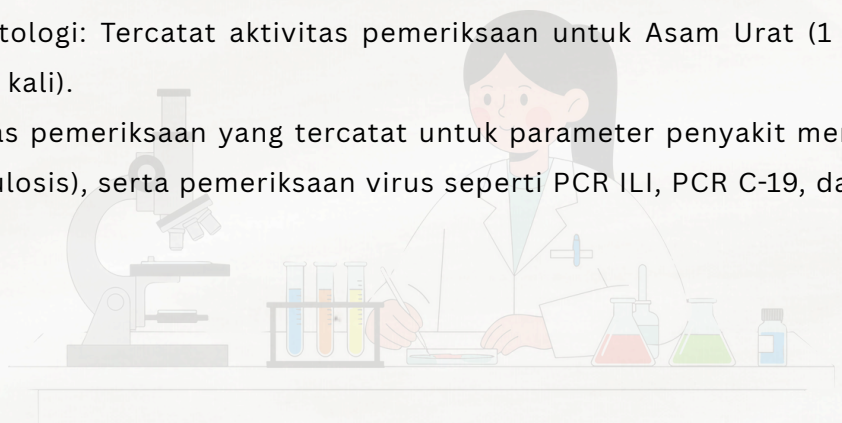 tologi: Tercatat aktivitas pemeriksaan untuk Asam Urat (1
kali).
as pemeriksaan yang tercatat untuk parameter penyakit mer
ulosis), serta pemeriksaan virus seperti PCR ILI, PCR C-19, da